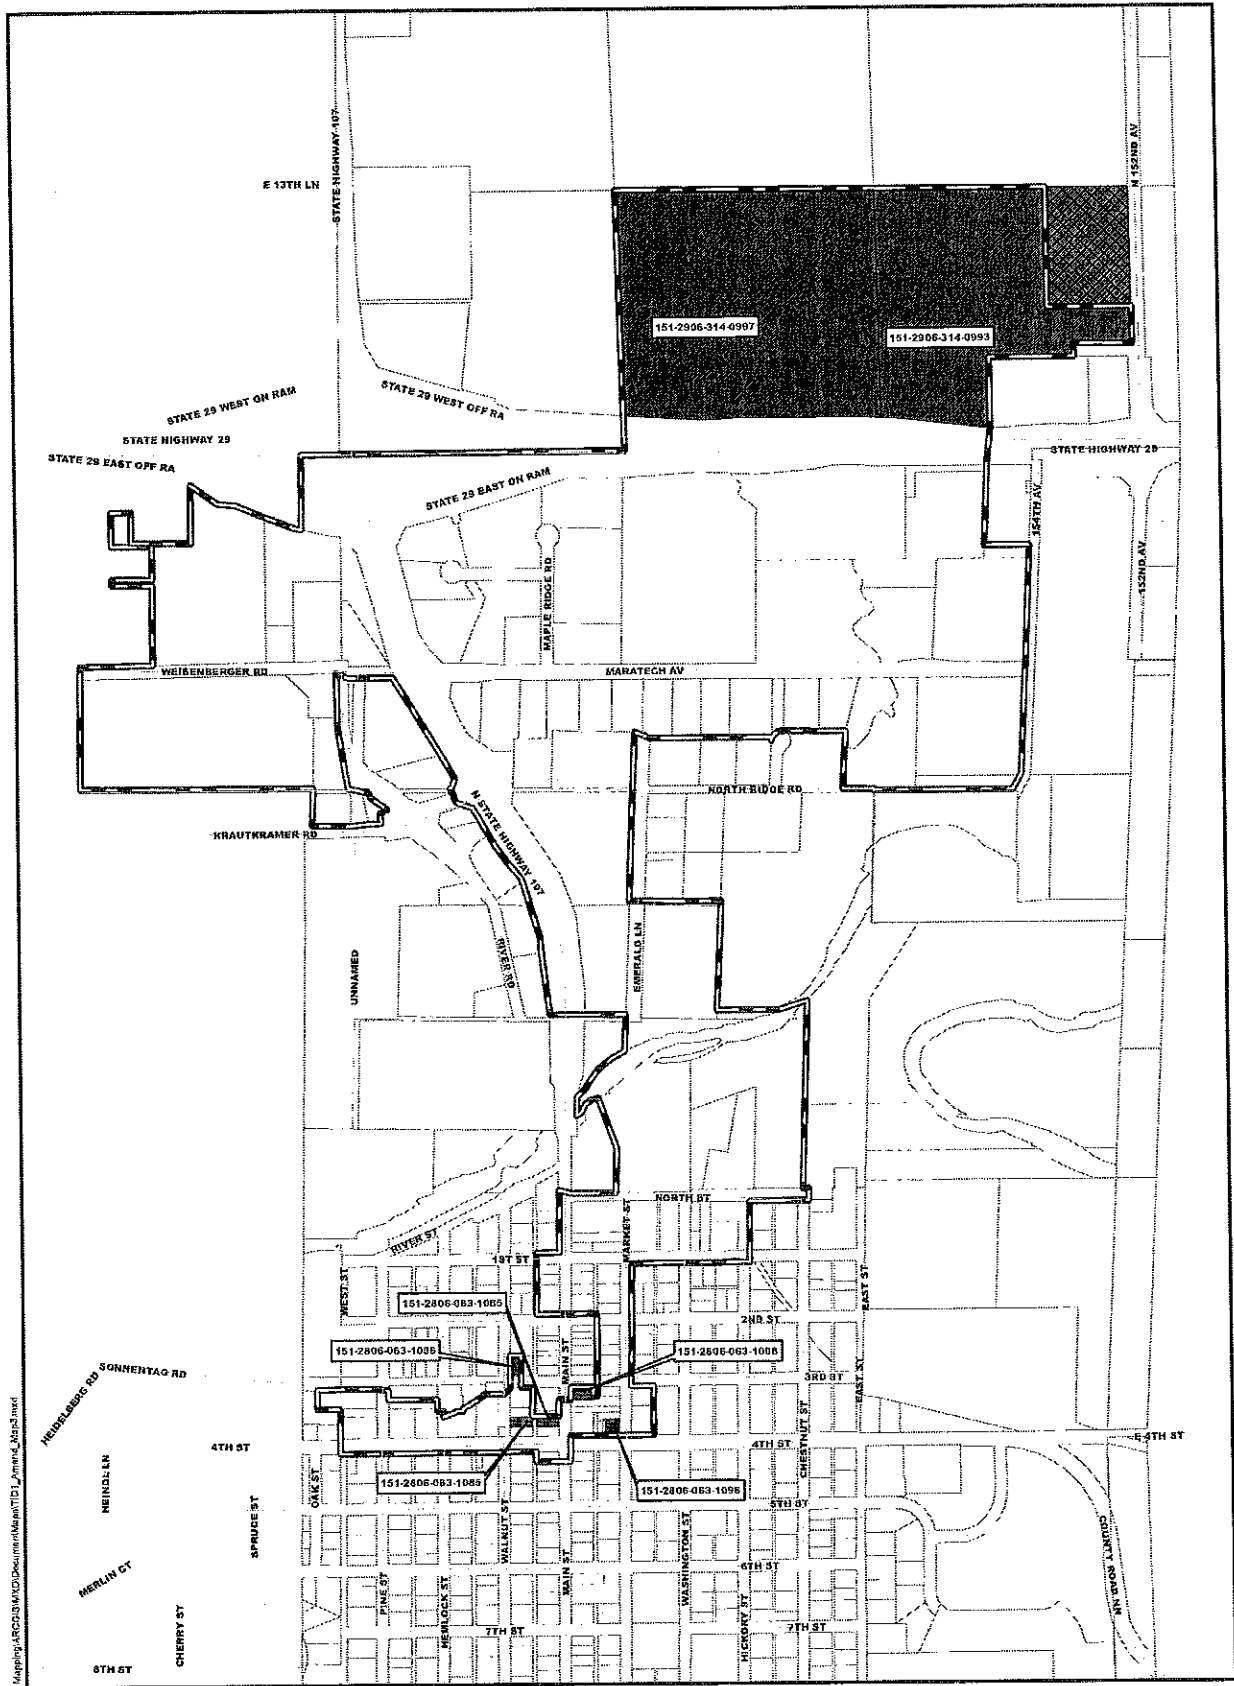 STATE HIGHWAY 107
N 152ND AV
E 13TH LN
151-2906-314-0997
151-2906-314-0993
STATE 29 WEST ON RAM
STATE 29 WEST OFF RA
STATE HIGHWAY 29
STATE HIGHWAY 29
STATE 29 EAST OFF RA
STATE 29 EAST ON RAM
154TH AV
152ND AV
MAPLE RIDGE RD
WEISENBERGER RD
MARATECH AV
NORTH RIDGE RD
N STATE HIGHWAY 107
KRAUTKRAMER RD
UNNAMED
RIVER RD
EMERALD LN
NORTH ST
MARKET ST
RIVER ST
1ST ST
WEST ST
EAST ST
151-2806-063-1065
2ND ST
151-2806-063-1036
MAIN ST
151-2806-063-1008
SONNENTAG RD
3RD ST
EAST ST
HEIDELBERG RD
CHESTNUT ST
4TH ST
4TH ST
E 4TH ST
HEINDL LN
OAK ST
151-2806-063-1085
151-2806-063-1096
5TH ST
SPRUCE ST
WALNUT ST
WASHINGTON ST
COUNTY ROAD NN
MERLIN CT
PINE ST
HEMLOCK ST
MAIN ST
6TH ST
CHERRY ST
7TH ST
HICKORY ST
7TH ST
8TH ST